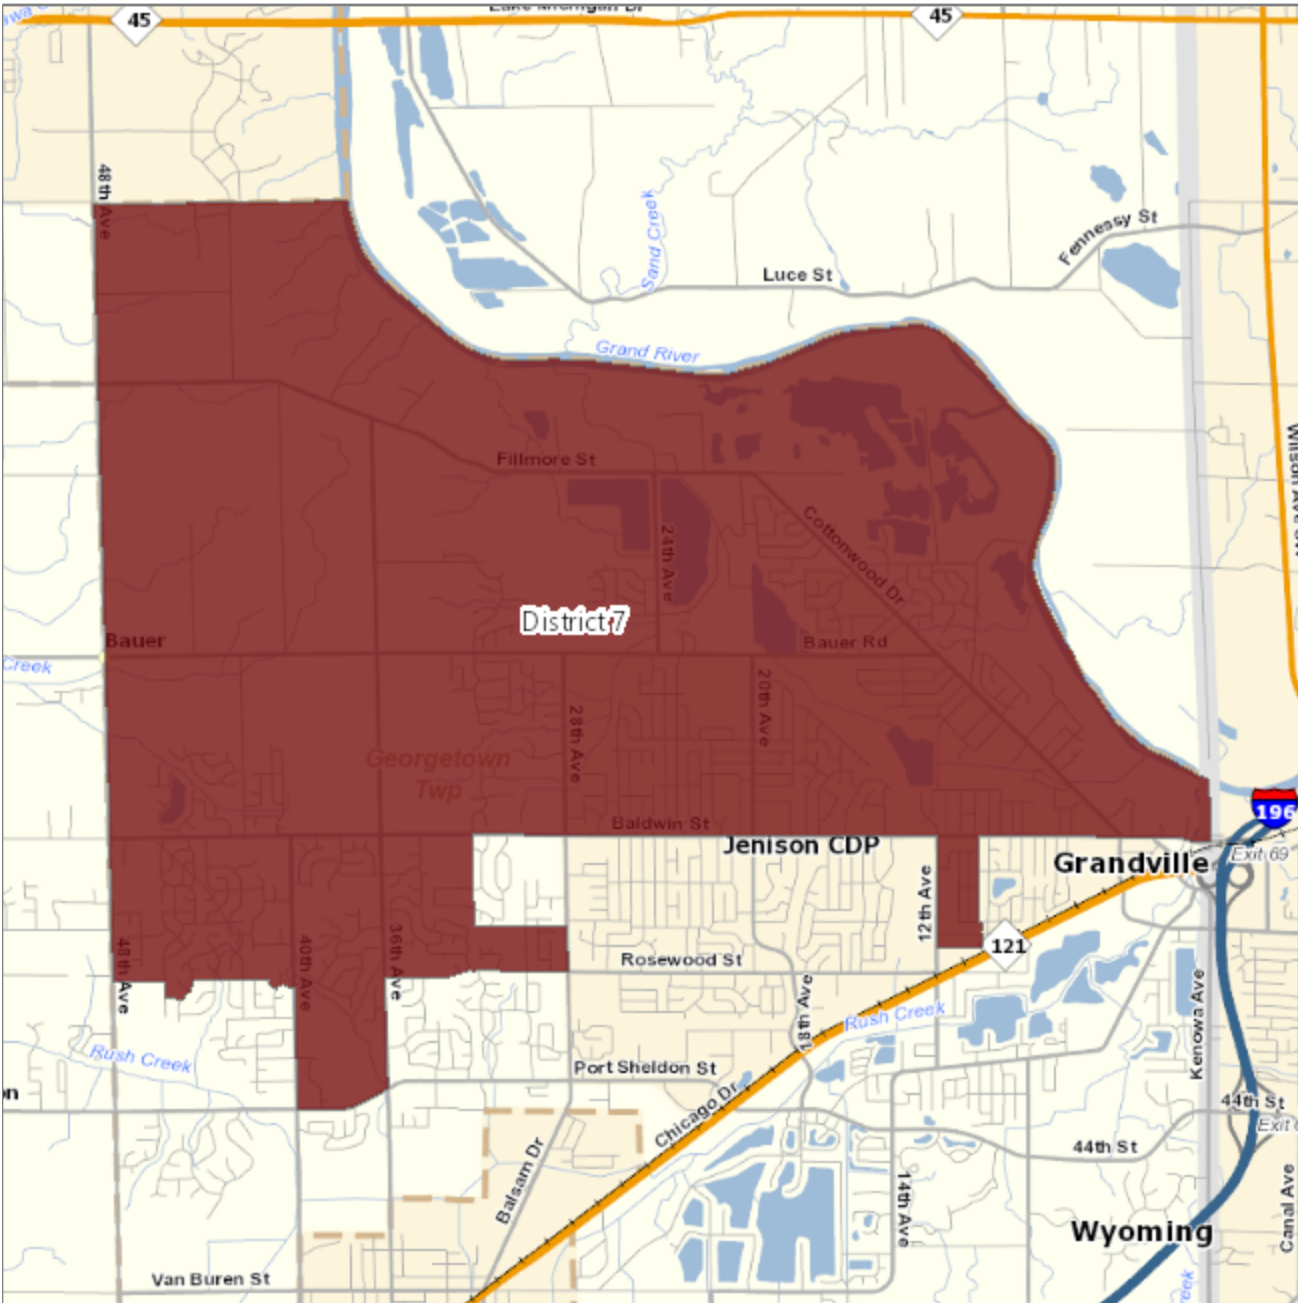 Lake Michigan Dr
45
45
48th Ave
Sand Creek
Fennessy St
Luce St
Grand River
Fillmore St
24th Ave
Cottonwood Dr
District 7
Bauer
Bauer Rd
Creek
20th Ave
28th Ave
Georgetown
Twp
196
Baldwin St
Jenison CDP
Grandville
Exit 69
12th Ave
121
48th Ave
40th Ave
36th Ave
Rosewood St
18th Ave
Rush Creek
Kenowa Ave
Rush Creek
Port Sheldon St
Chicago Dr
44th St
Exit
44th St
Balsam Dr
14th Ave
Canal Ave
Wyoming
Van Buren St